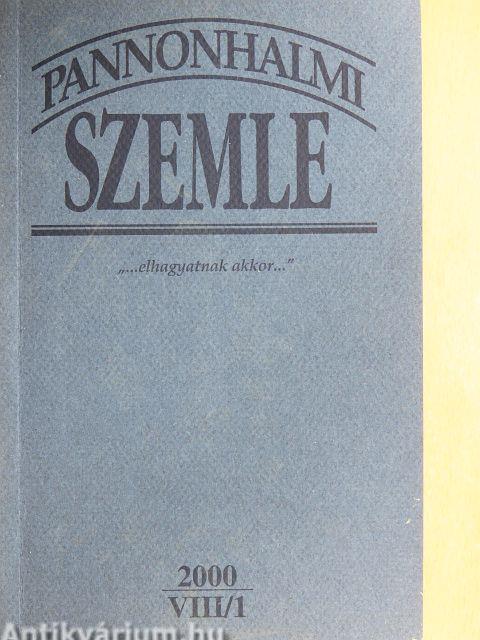 PANNONHALMI
SZEMLE
„...elhagyatnak akkor..."
2000
VIII/1
Antikvárium.hu